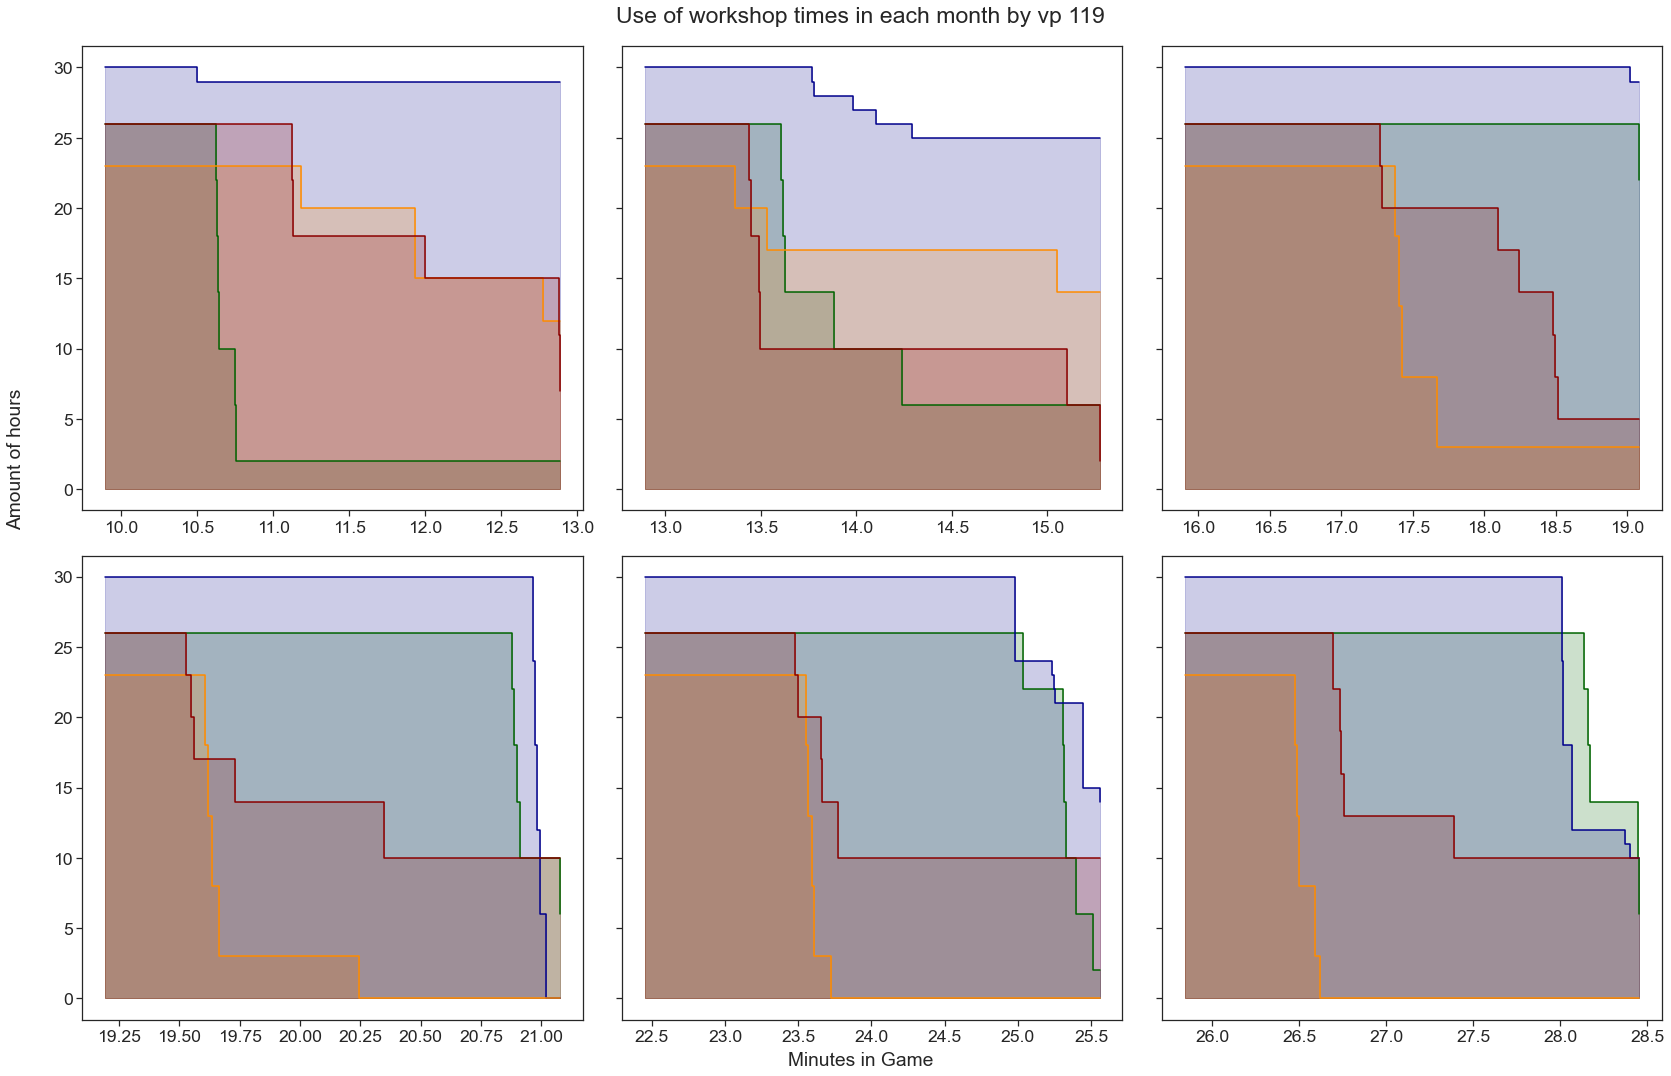 Use of workshop times in each month by vp 119
Amount of hours
30
25
20
15
10
5
0
10.0 10.5 11.0 11.5 12.0 12.5 13.0
13.0 13.5 14.0 14.5 15.0
16.0 16.5 17.0 17.5 18.0 18.5 19.0
30
25
20
15
10
5
0
19.25 19.50 19.75 20.00 20.25 20.50 20.75 21.00
22.5 23.0 23.5 24.0 24.5 25.0 25.5
26.0 26.5 27.0 27.5 28.0 28.5
Minutes in Game